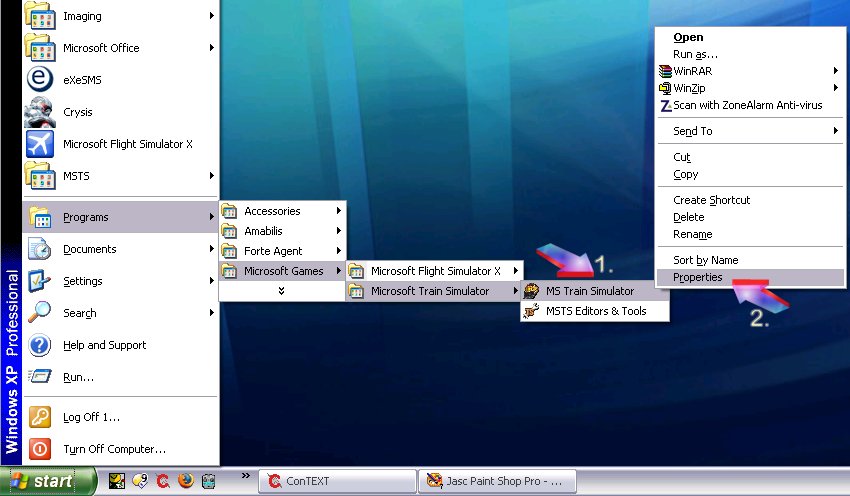 Imaging
Microsoft Office
eXeSMS
Crysis
Microsoft Flight Simulator X
MSTS
Programs
Documents
Settings
Search
Help and Support
Run...
Log Off 1...
Turn Off Computer...
Windows XP Professional
Accessories
Amabilis
Forte Agent
Microsoft Games
Microsoft Flight Simulator X
Microsoft Train Simulator
MS Train Simulator
MSTS Editors & Tools
1.
Open
Run as...
WinRAR
WinZip
Scan with ZoneAlarm Anti-virus
Send To
Cut
Copy
Create Shortcut
Delete
Rename
Sort by Name
Properties
2.
start
9
»
ConTEXT
Jasc Paint Shop Pro - ...